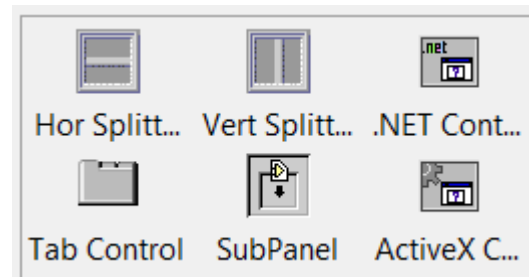 .net
Hor Splitt... Vert Splitt... .NET Cont...
Tab Control SubPanel ActiveX C...